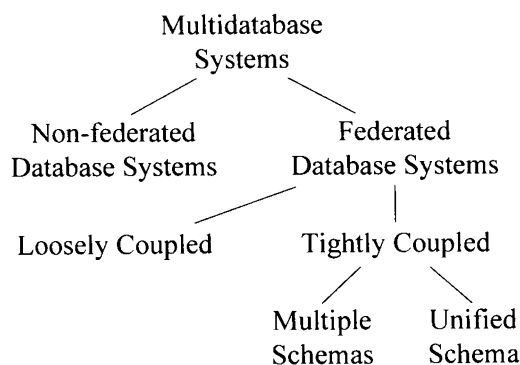 Multidatabase
Systems
Non-federated
Database Systems
Federated
Database Systems
Loosely Coupled
Tightly Coupled
Multiple
Schemas
Unified
Schema